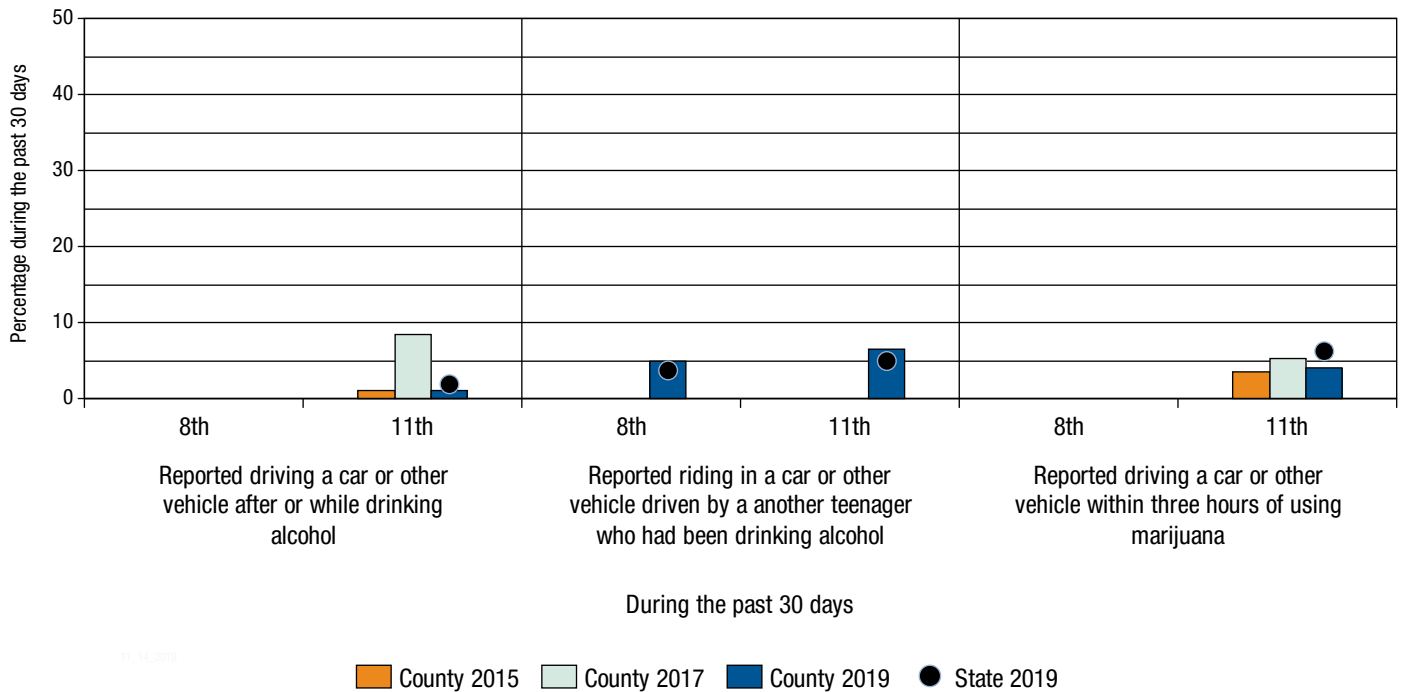 Percentage during the past 30 days
50
40
30
20
10
0
8th
11th
8th
11th
8th
11th
Reported driving a car or other
vehicle after or while drinking
alcohol
Reported riding in a car or other
vehicle driven by a another teenager
who had been drinking alcohol
Reported driving a car or other
vehicle within three hours of using
marijuana
During the past 30 days
County 2015
County 2017
County 2019
State 2019